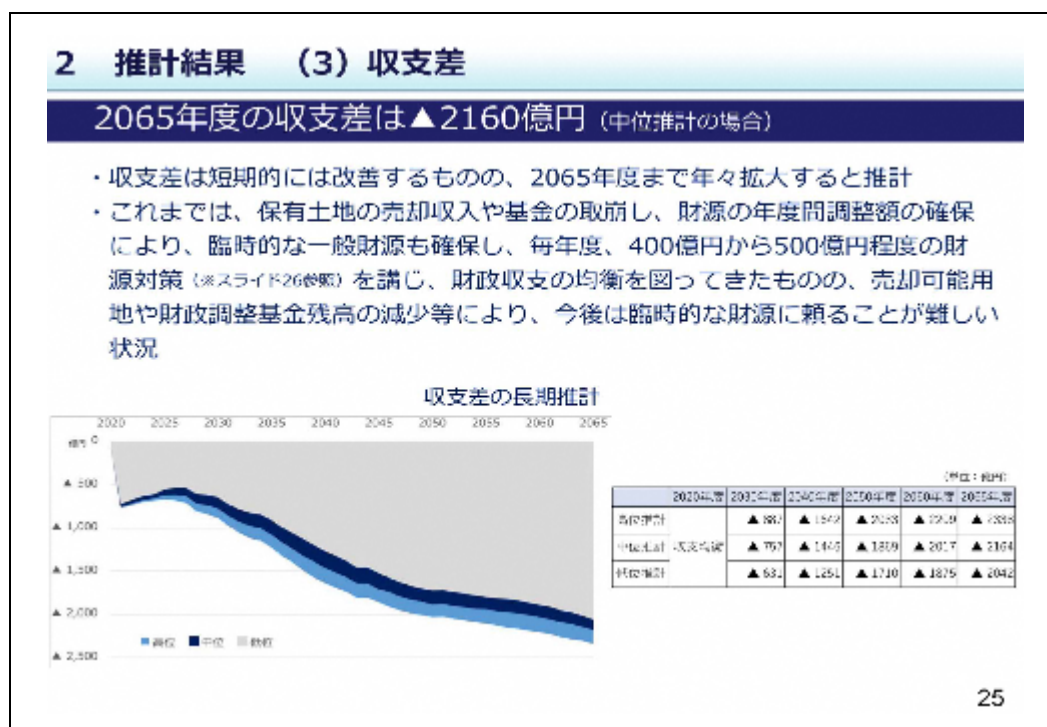 2　推計結果　（3）収支差
2065年度の収支差は▲2160億円（中位推計の場合）
・収支差は短期的には改善するものの、2065年度まで年々拡大すると推計
・これまでは、保有土地の売却収入や基金の取崩し、財源の年度間調整額の確保
により、臨時的な一般財源も確保し、毎年度、400億円から500億円程度の財
源対策（※スライド26参照）を講じ、財政収支の均衡を図ってきたものの、売却可能用
地や財政調整基金残高の減少等により、今後は臨時的な財源に頼ることが難しい
状況
収支差の長期推計
2020 2025 2030 2035 2040 2045 2050 2055 2060 2065
億円 0
▲ 500
▲ 1,000
▲ 1,500
▲ 2,000
▲ 2,500
高位 中位 低位
（単位：億円）
2020年度 2030年度 2040年度 2050年度 2060年度 2065年度
高位推計 ▲ 2033
中位推計 収支均衡 ▲ 757 ▲ 1446 ▲ 1869 ▲ 2017 ▲ 2164
低位推計 ▲ 631 ▲ 1251 ▲ 1710 ▲ 1875 ▲ 2042
25